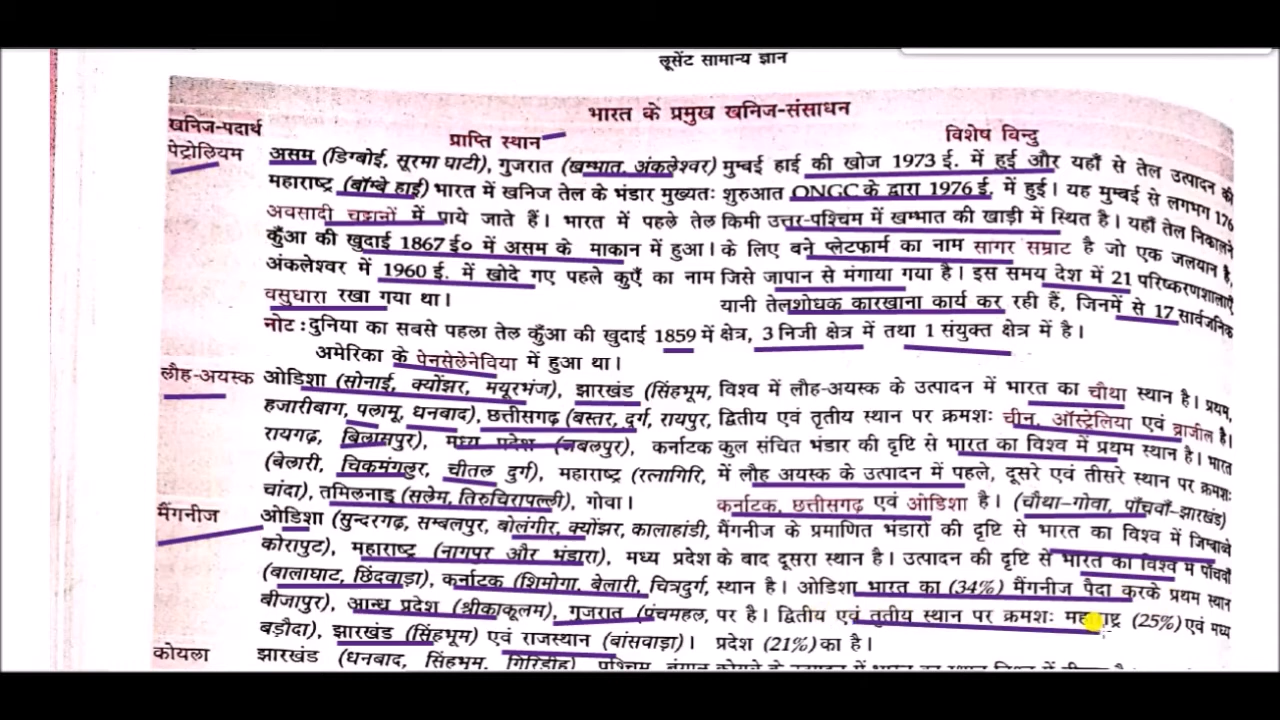 लूसेंट सामान्य ज्ञान
भारत के प्रमुख खनिज-संसाधन
खनिज-पदार्थ प्राप्ति स्थान विशेष विन्दु
पेट्रोलियम असम (डिग्बोई, सूरमा घाटी), गुजरात (खम्भात, अंकलेश्वर) मुम्बई हाई की खोज 1973 ई. में हुई और यहाँ से तेल उत्पादन की
महाराष्ट्र (बॉम्बे हाई) भारत में खनिज तेल के भंडार मुख्यतः शुरुआत ONGC के द्वारा 1976 ई. में हुई। यह मुम्बई से लगभग 176
अवसादी चट्टानों में पाये जाते हैं। भारत में पहले तेल किमी उत्तर-पश्चिम में खम्भात की खाड़ी में स्थित है। यहाँ तेल निकालने
कुँआ की खुदाई 1867 ई० में असम के माकान में हुआ। के लिए बने प्लेटफार्म का नाम सागर सम्राट है जो एक जलयान है,
अंकलेश्वर में 1960 ई. में खोदे गए पहले कुएँ का नाम जिसे जापान से मंगाया गया है। इस समय देश में 21 परिष्करणशालाएँ
वसुधारा रखा गया था। यानी तेलशोधक कारखाना कार्य कर रही हैं, जिनमें से 17 सार्वजनिक
नोट : दुनिया का सबसे पहला तेल कुँआ की खुदाई 1859 में क्षेत्र, 3 निजी क्षेत्र में तथा 1 संयुक्त क्षेत्र में है।
अमेरिका के पेनसेलेनेविया में हुआ था।
लौह-अयस्क ओडिशा (सोनाई, क्योंझर, मयूरभंज), झारखंड (सिंहभूम, विश्व में लौह-अयस्क के उत्पादन में भारत का चौथा स्थान है। प्रथम,
हजारीबाग, पलामू, धनबाद), छत्तीसगढ़ (बस्तर, दुर्ग, रायपुर, द्वितीय एवं तृतीय स्थान पर क्रमशः चीन, ऑस्ट्रेलिया एवं ब्राजील है।
रायगढ़, बिलासपुर), मध्य प्रदेश (जबलपुर), कर्नाटक कुल संचित भंडार की दृष्टि से भारत का विश्व में प्रथम स्थान है। भारत
(बेलारी, चिकमंगलुर, चीतल दुर्ग), महाराष्ट्र (रत्नागिरि, में लौह अयस्क के उत्पादन में पहले, दूसरे एवं तीसरे स्थान पर क्रमशः
चांदा), तमिलनाडु (सलेम, तिरुचिरापल्ली), गोवा। कर्नाटक, छत्तीसगढ़ एवं ओडिशा है। (चौथा–गोवा, पाँचवाँ–झारखंड)
मैंगनीज ओडिशा (सुन्दरगढ़, सम्बलपुर, बोलंगीर, क्योंझर, कालाहांडी, मैंगनीज के प्रमाणित भंडारों की दृष्टि से भारत का विश्व में जिम्बाब्वे
कोरापुट), महाराष्ट्र (नागपुर और भंडारा), मध्य प्रदेश के बाद दूसरा स्थान है। उत्पादन की दृष्टि से भारत का विश्व में पाँचवाँ
(बालाघाट, छिंदवाड़ा), कर्नाटक (शिमोगा, बेलारी, चित्रदुर्ग, स्थान है। ओडिशा भारत का (34%) मैंगनीज पैदा करके प्रथम स्थान
बीजापुर), आन्ध्र प्रदेश (श्रीकाकूलम), गुजरात (पंचमहल, पर है। द्वितीय एवं तृतीय स्थान पर क्रमशः महाराष्ट्र (25%) एवं मध्य
बड़ौदा), झारखंड (सिंहभूम) एवं राजस्थान (बांसवाड़ा)। प्रदेश (21%) का है।
कोयला झारखंड (धनबाद, सिंहभूम, गिरिडीह), पश्चिम